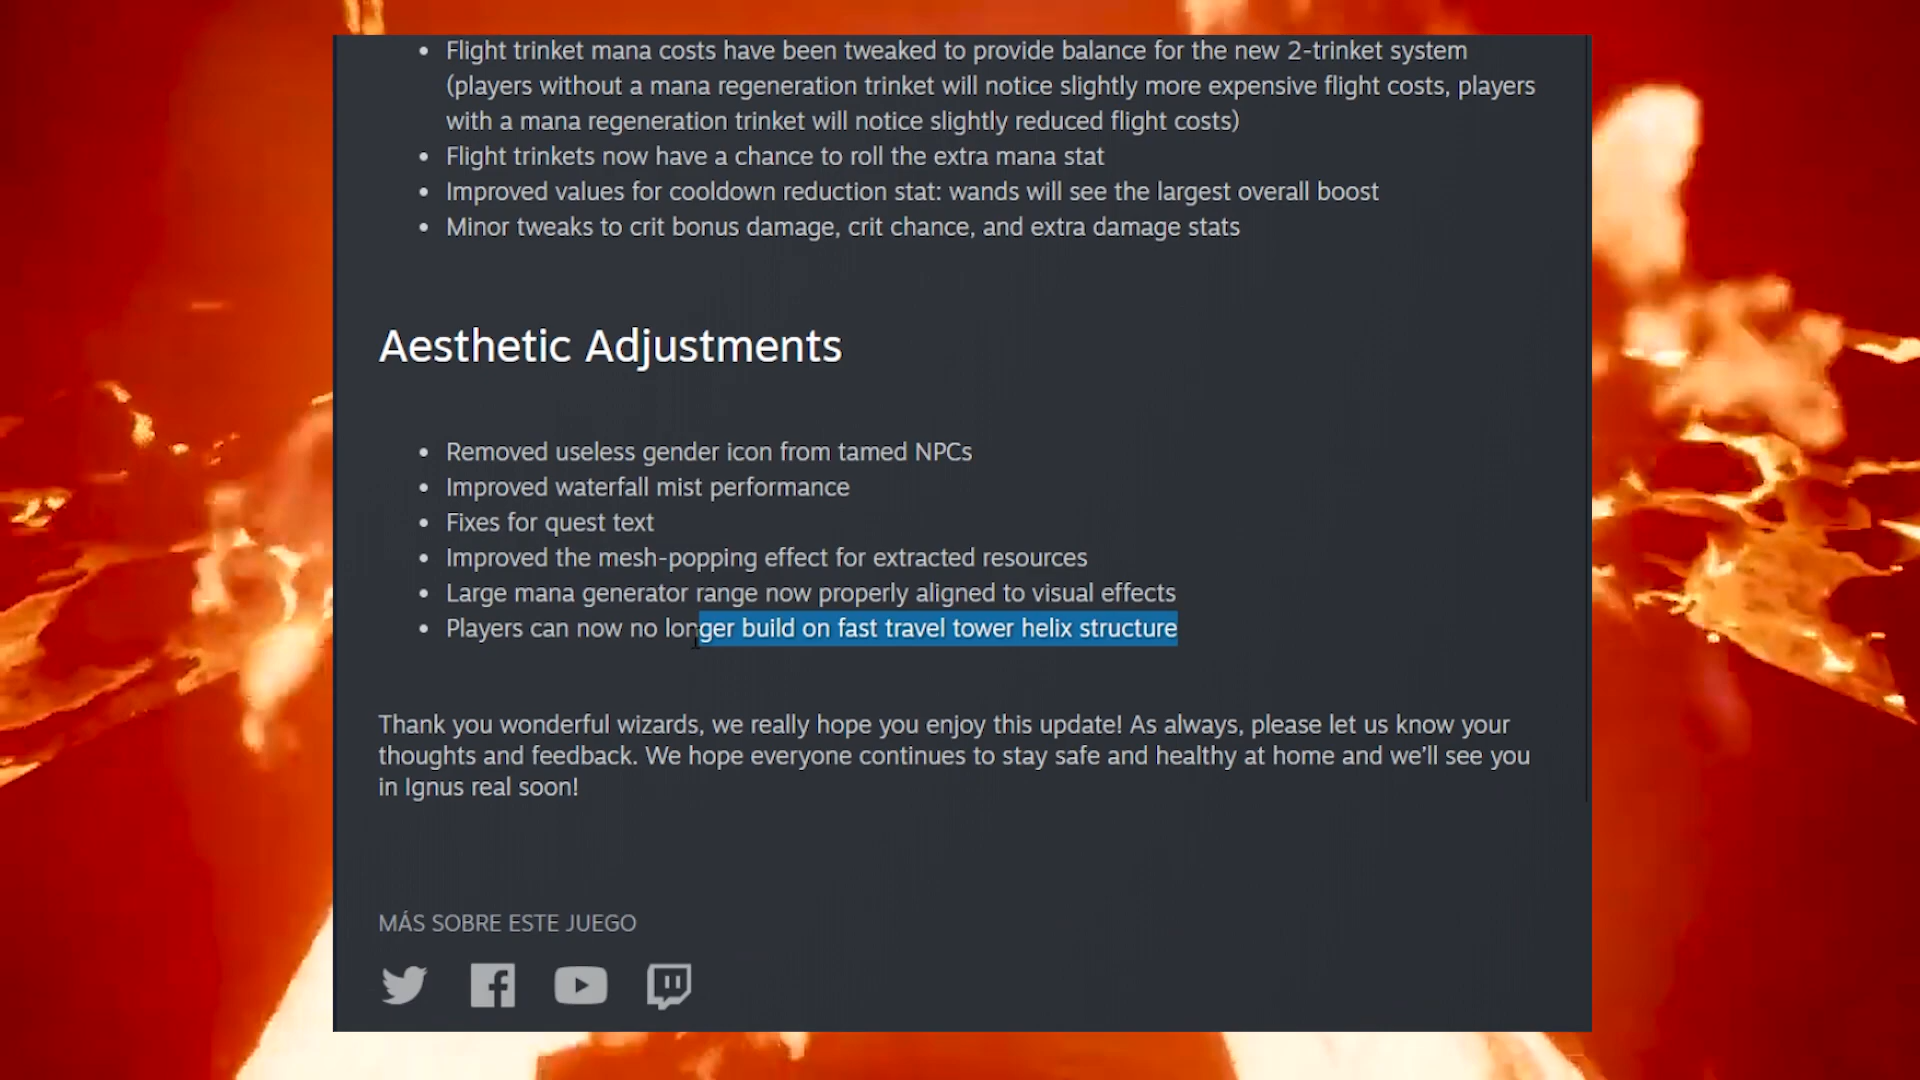 Flight trinket mana costs have been tweaked to provide balance for the new 2-trinket system
(players without a mana regeneration trinket will notice slightly more expensive flight costs, players
with a mana regeneration trinket will notice slightly reduced flight costs)
Flight trinkets now have a chance to roll the extra mana stat
Improved values for cooldown reduction stat: wands will see the largest overall boost
Minor tweaks to crit bonus damage, crit chance, and extra damage stats
Aesthetic Adjustments
Removed useless gender icon from tamed NPCs
Improved waterfall mist performance
Fixes for quest text
Improved the mesh-popping effect for extracted resources
Large mana generator range now properly aligned to visual effects
Players can now no longer build on fast travel tower helix structure
Thank you wonderful wizards, we really hope you enjoy this update! As always, please let us know your
thoughts and feedback. We hope everyone continues to stay safe and healthy at home and we'll see you
in Ignus real soon!
MÁS SOBRE ESTE JUEGO